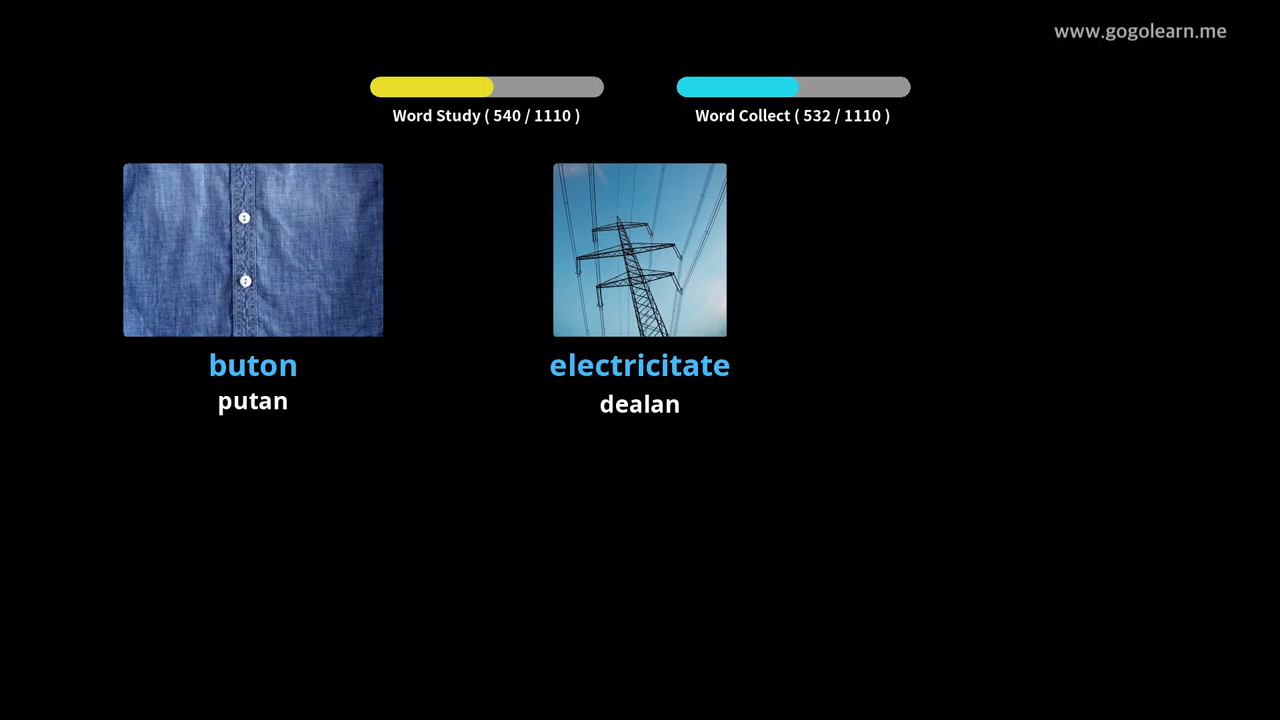 www.gogolearn.me
Word Study ( 540 / 1110 )
Word Collect ( 532 / 1110 )
buton
putan
electricitate
dealan